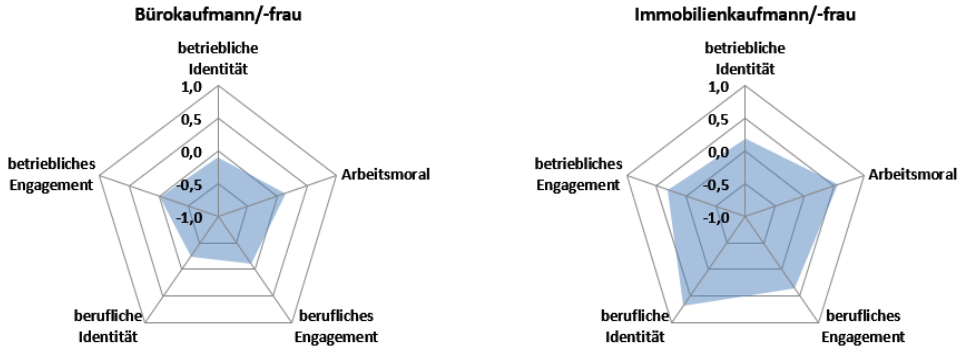 Bürokaufmann/-frau
betriebliche
Identität
1,0
0,5
0,0
-0,5
-1,0
Arbeitsmoral
berufliches
Engagement
berufliche
Identität
betriebliches
Engagement
Immobilienkaufmann/-frau
betriebliche
Identität
1,0
0,5
0,0
-0,5
-1,0
Arbeitsmoral
berufliches
Engagement
berufliche
Identität
betriebliches
Engagement